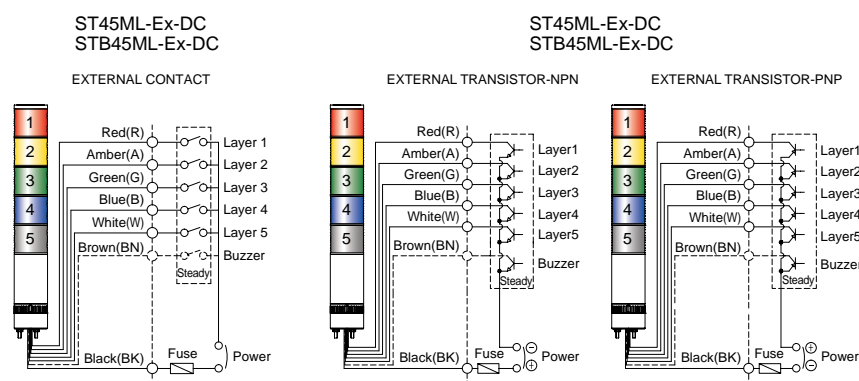 ST45ML-Ex-DC
STB45ML-Ex-DC
EXTERNAL CONTACT
1
2
3
4
5
Red(R)
Amber(A)
Green(G)
Blue(B)
White(W)
Brown(BN)
Black(BK)
Layer 1
Layer 2
Layer 3
Layer 4
Layer 5
Buzzer
Steady
Fuse
Power
ST45ML-Ex-DC
STB45ML-Ex-DC
EXTERNAL TRANSISTOR-NPN
1
2
3
4
5
Red(R)
Amber(A)
Green(G)
Blue(B)
White(W)
Brown(BN)
Black(BK)
Layer1
Layer2
Layer3
Layer4
Layer5
Buzzer
Steady
Fuse
−
+
Power
EXTERNAL TRANSISTOR-PNP
1
2
3
4
5
Red(R)
Amber(A)
Green(G)
Blue(B)
White(W)
Brown(BN)
Black(BK)
Layer1
Layer2
Layer3
Layer4
Layer5
Buzzer
Steady
Fuse
+
−
Power